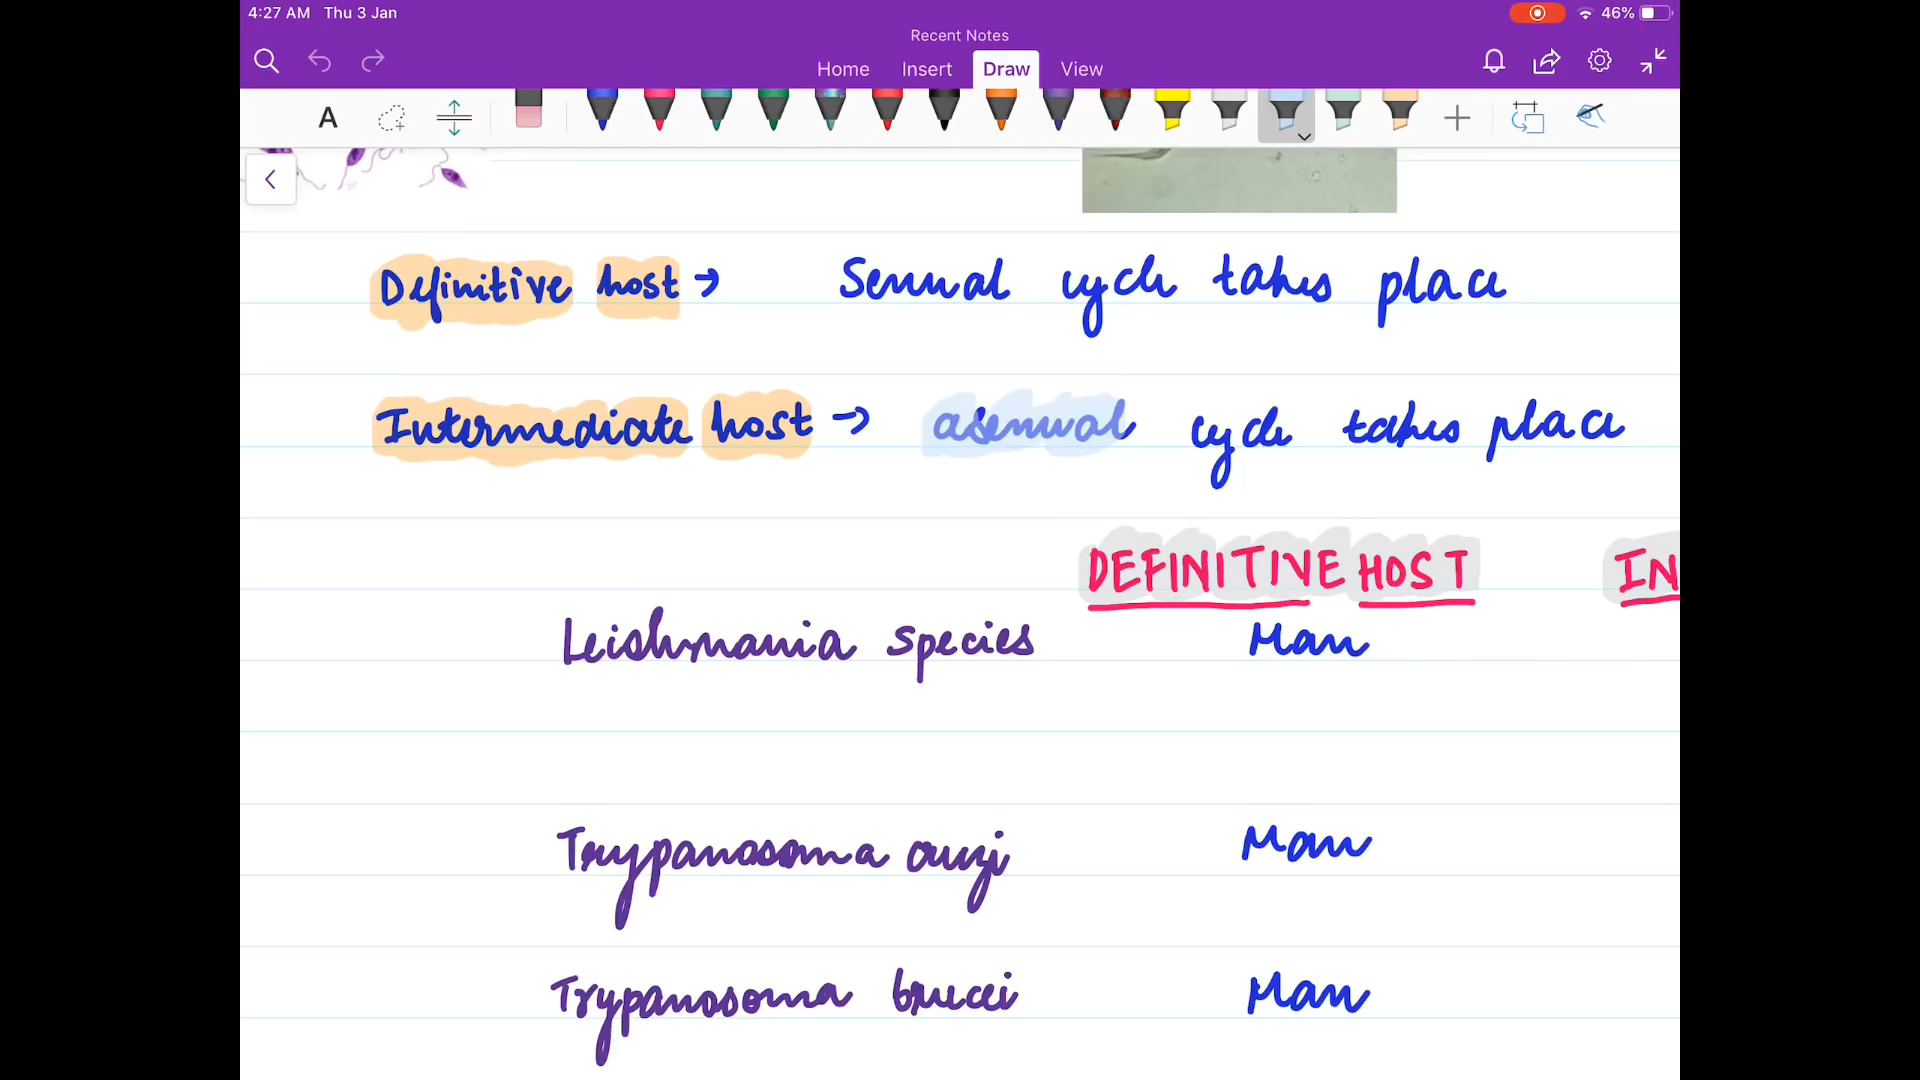 4:27 AM Thu 3 Jan 46%
Recent Notes
Home Insert Draw View
A
Definitive host → Sexual cycle takes place
Intermediate host → asexual cycle takes place
DEFINITIVE HOST IN
Leishmania species Man
Trypanosoma cruzi Man
Trypanosoma brucei Man